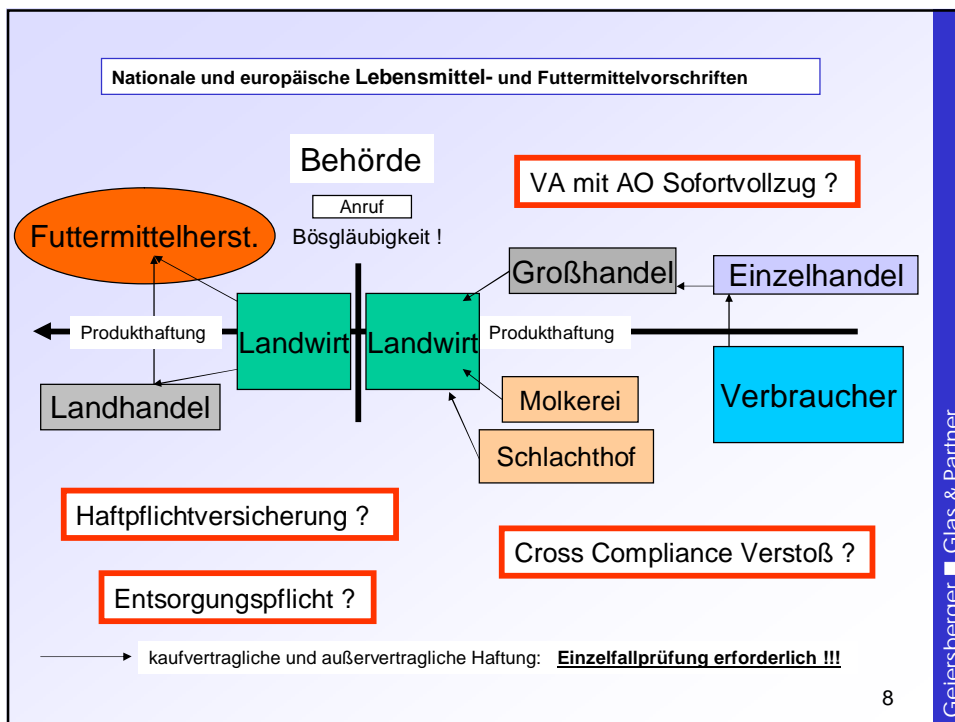 Nationale und europäische Lebensmittel- und Futtermittelvorschriften
Behörde
Anruf
Bösgläubigkeit !
VA mit AO Sofortvollzug ?
Futtermittelherst.
Großhandel
Einzelhandel
Produkthaftung
Landwirt
Landwirt
Produkthaftung
Landhandel
Molkerei
Verbraucher
Schlachthof
Haftpflichtversicherung ?
Cross Compliance Verstoß ?
Entsorgungspflicht ?
kaufvertragliche und außervertragliche Haftung: Einzelfallprüfung erforderlich !!!
8
Geiersberger ■ Glas & Partner